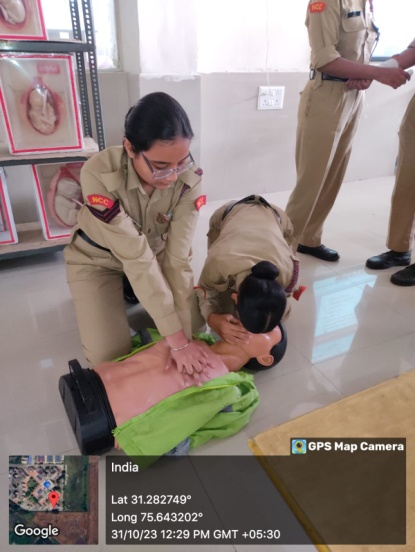 NCC
NCC
GPS Map Camera
India
Lat 31.282749°
Long 75.643202°
31/10/23 12:29 PM GMT +05:30
Google